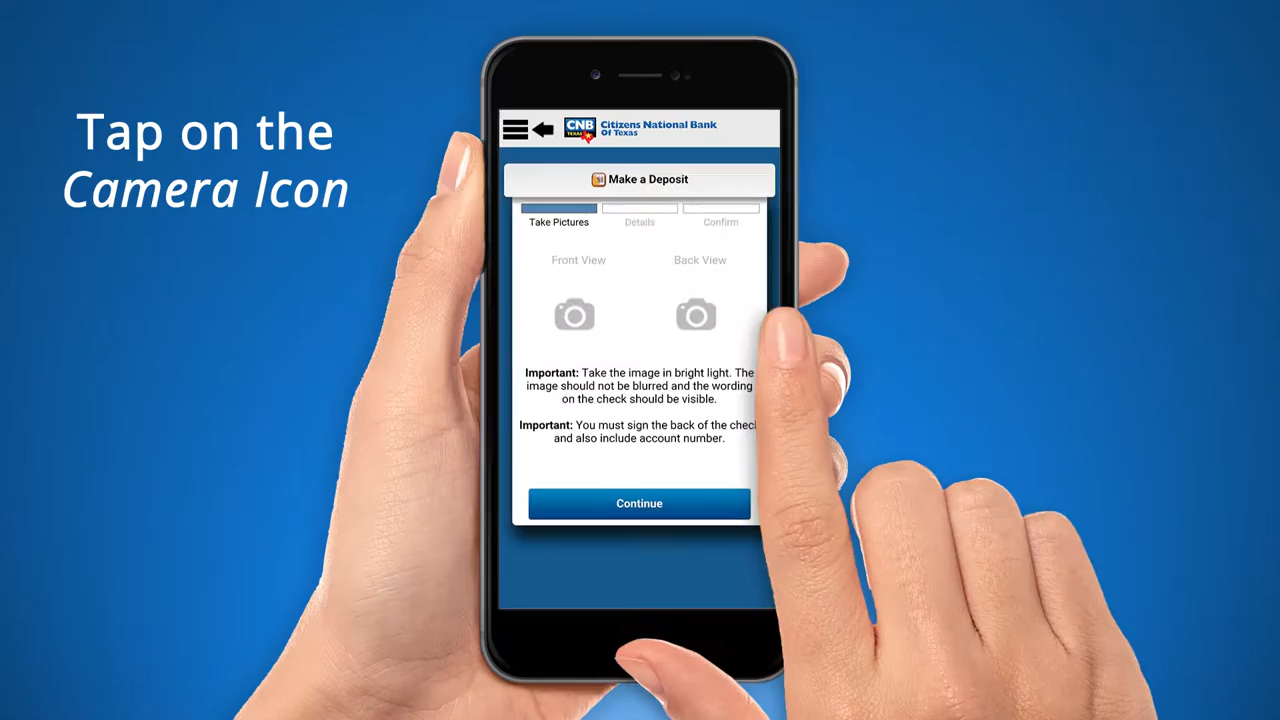 Tap on the
Camera Icon
CNB
TEXAS
Citizens National Bank
Of Texas
Make a Deposit
Take Pictures
Details
Confirm
Front View
Back View
Important: Take the image in bright light. The
image should not be blurred and the wording
on the check should be visible.
Important: You must sign the back of the chec
and also include account number.
Continue